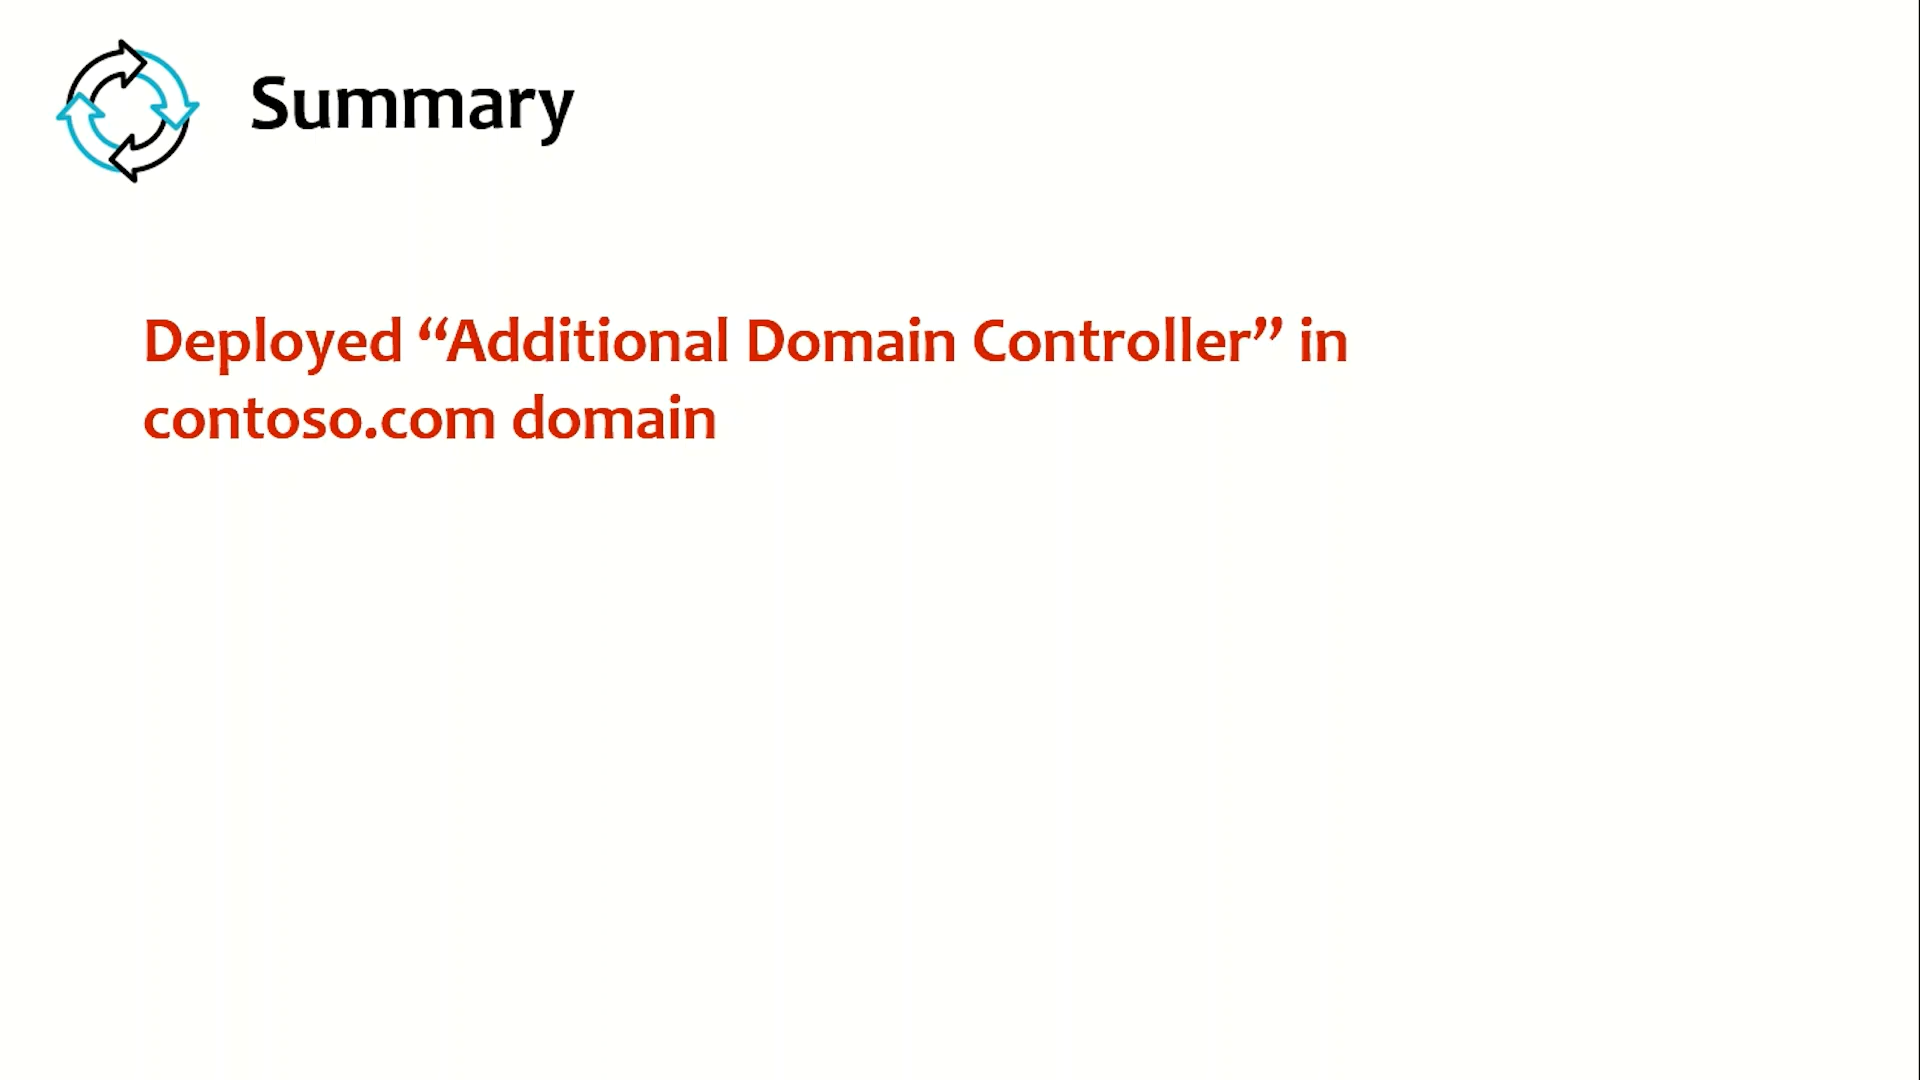 Summary
Deployed “Additional Domain Controller” in
contoso.com domain